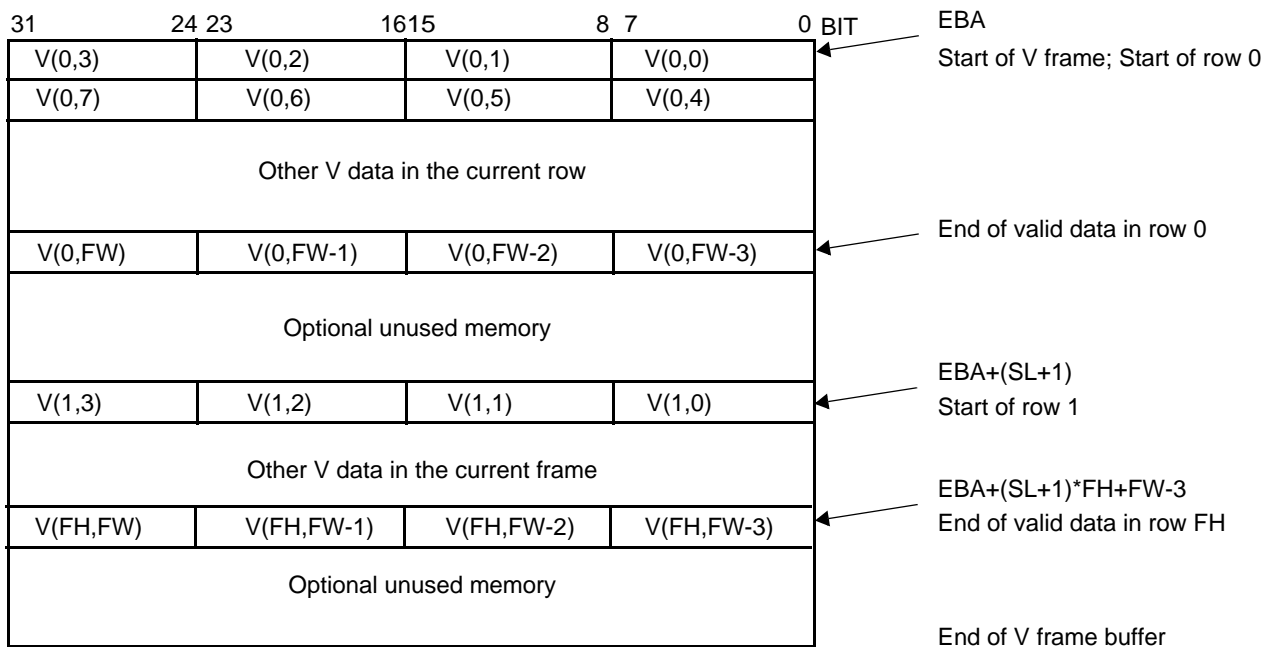 31 24 23 1615 8 7 0 BIT EBA
V(0,3) V(0,2) V(0,1) V(0,0) Start of V frame; Start of row 0
V(0,7) V(0,6) V(0,5) V(0,4)
Other V data in the current row
End of valid data in row 0
V(0,FW) V(0,FW-1) V(0,FW-2) V(0,FW-3)
Optional unused memory
EBA+(SL+1)
V(1,3) V(1,2) V(1,1) V(1,0) Start of row 1
Other V data in the current frame
EBA+(SL+1)*FH+FW-3
V(FH,FW) V(FH,FW-1) V(FH,FW-2) V(FH,FW-3) End of valid data in row FH
Optional unused memory
End of V frame buffer